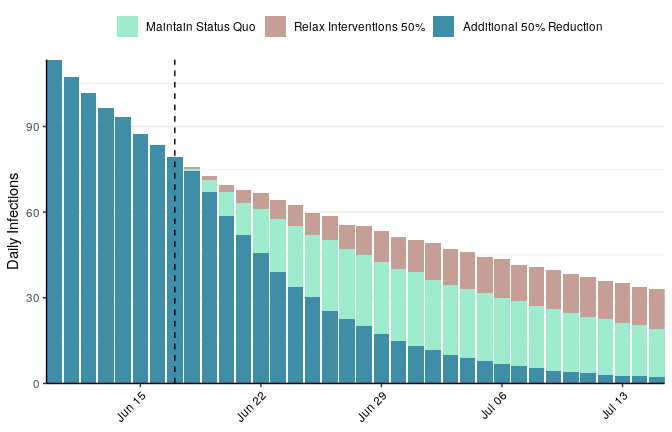 Maintain Status Quo Relax Interventions 50% Additional 50% Reduction
Daily Infections
90
60
30
0
Jun 15 Jun 22 Jun 29 Jul 06 Jul 13